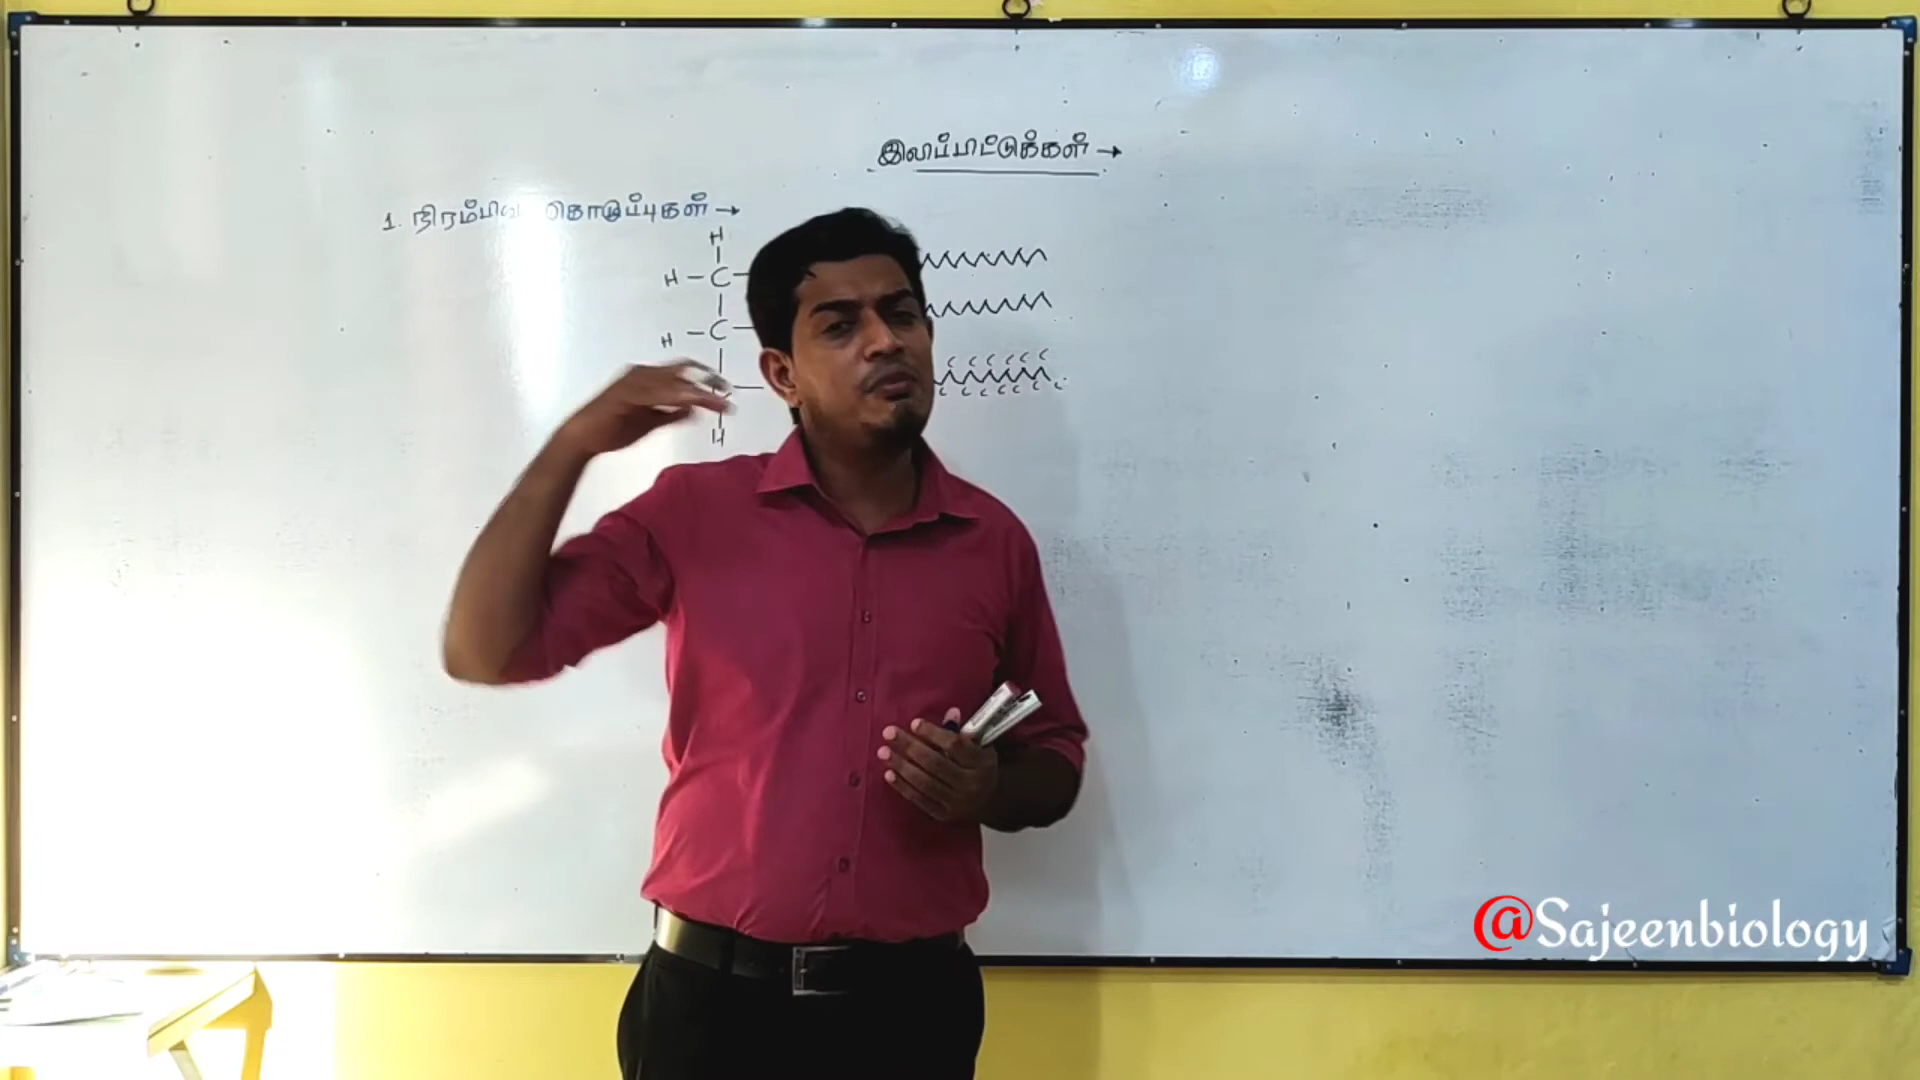 இலிப்பிட்டுக்கள் →
1. நிரம்பிய கொழுப்புகள் →
H
H – C –
H – C –
C C C C C C
C C C C C C C
H
@Sajeenbiology